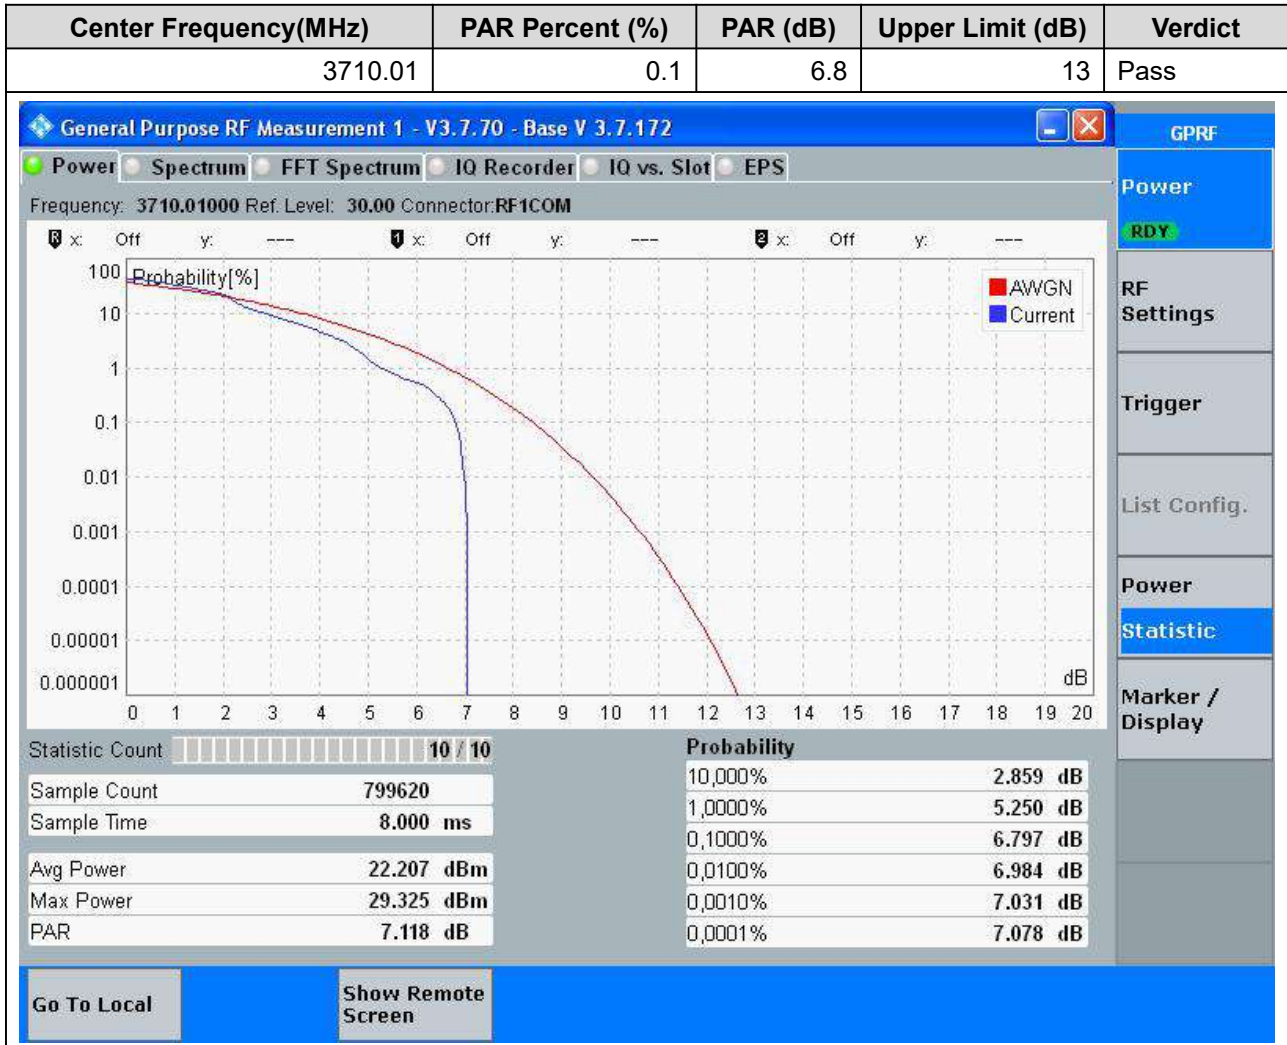 Center Frequency(MHz) PAR Percent (%) PAR (dB) Upper Limit (dB) Verdict
3710.01 0.1 6.8 13 Pass
General Purpose RF Measurement 1 - V3.7.70 - Base V 3.7.172
GPRF
Power Spectrum FFT Spectrum IQ Recorder IQ vs. Slot EPS
Frequency: 3710.01000 Ref. Level: 30.00 Connector:RF1COM
R x: Off y: --- 1 x: Off y: --- 2 x: Off y: ---
Probability[%]
AWGN
Current
100
10
1
0.1
0.01
0.001
0.0001
0.00001
0.000001
dB
0 1 2 3 4 5 6 7 8 9 10 11 12 13 14 15 16 17 18 19 20
Statistic Count 10 / 10
Sample Count 799620
Sample Time 8.000 ms
Avg Power 22.207 dBm
Max Power 29.325 dBm
PAR 7.118 dB
Probability
10,000% 2.859 dB
1,0000% 5.250 dB
0,1000% 6.797 dB
0,0100% 6.984 dB
0,0010% 7.031 dB
0,0001% 7.078 dB
Power
RDY
RF
Settings
Trigger
List Config.
Power
Statistic
Marker /
Display
Go To Local
Show Remote
Screen